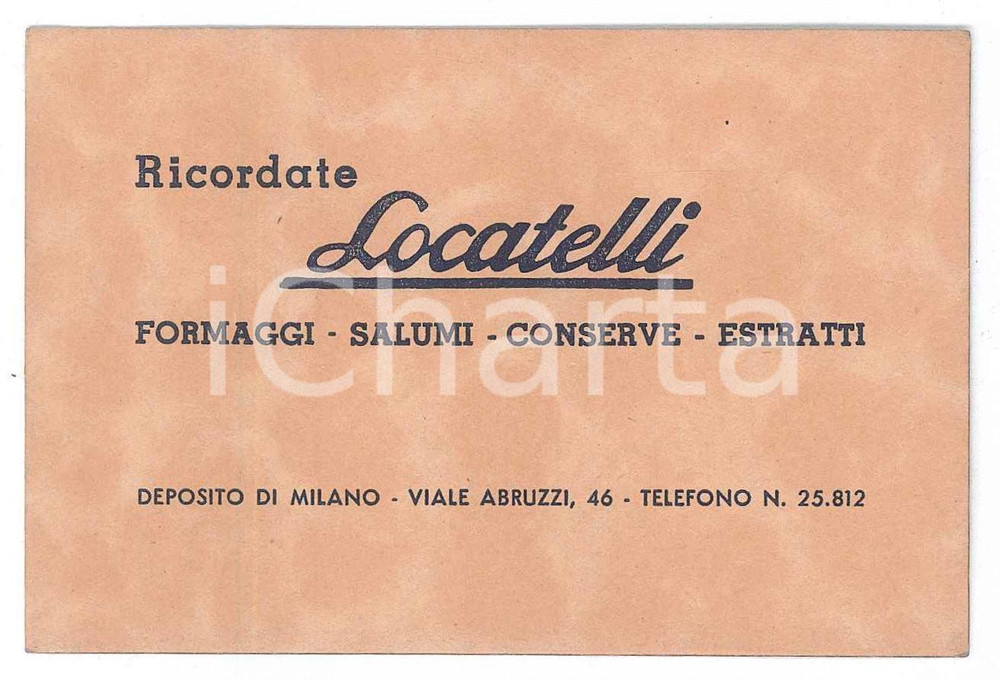 Ricordate
Locatelli
iCharta
FORMAGGI - SALUMI - CONSERVE - ESTRATTI
DEPOSITO DI MILANO - VIALE ABRUZZI, 46 - TELEFONO N. 25.812